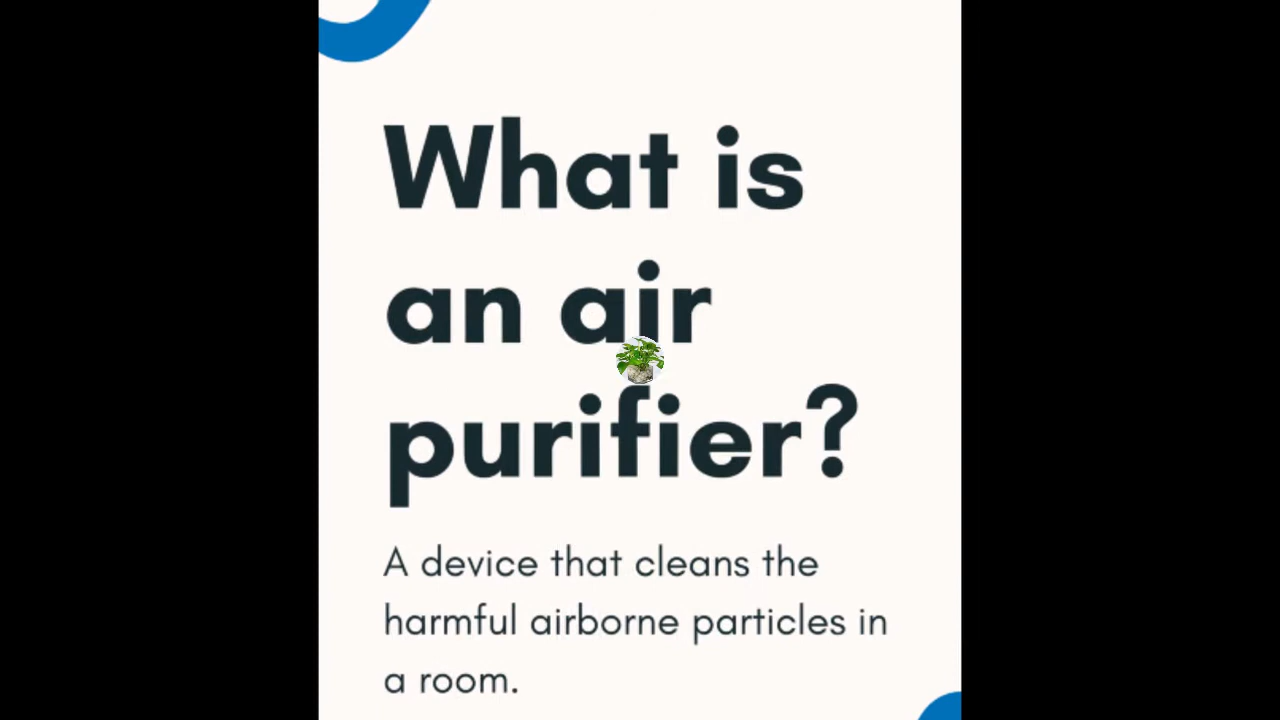 What is
an air
purifier?
A device that cleans the
harmful airborne particles in
a room.